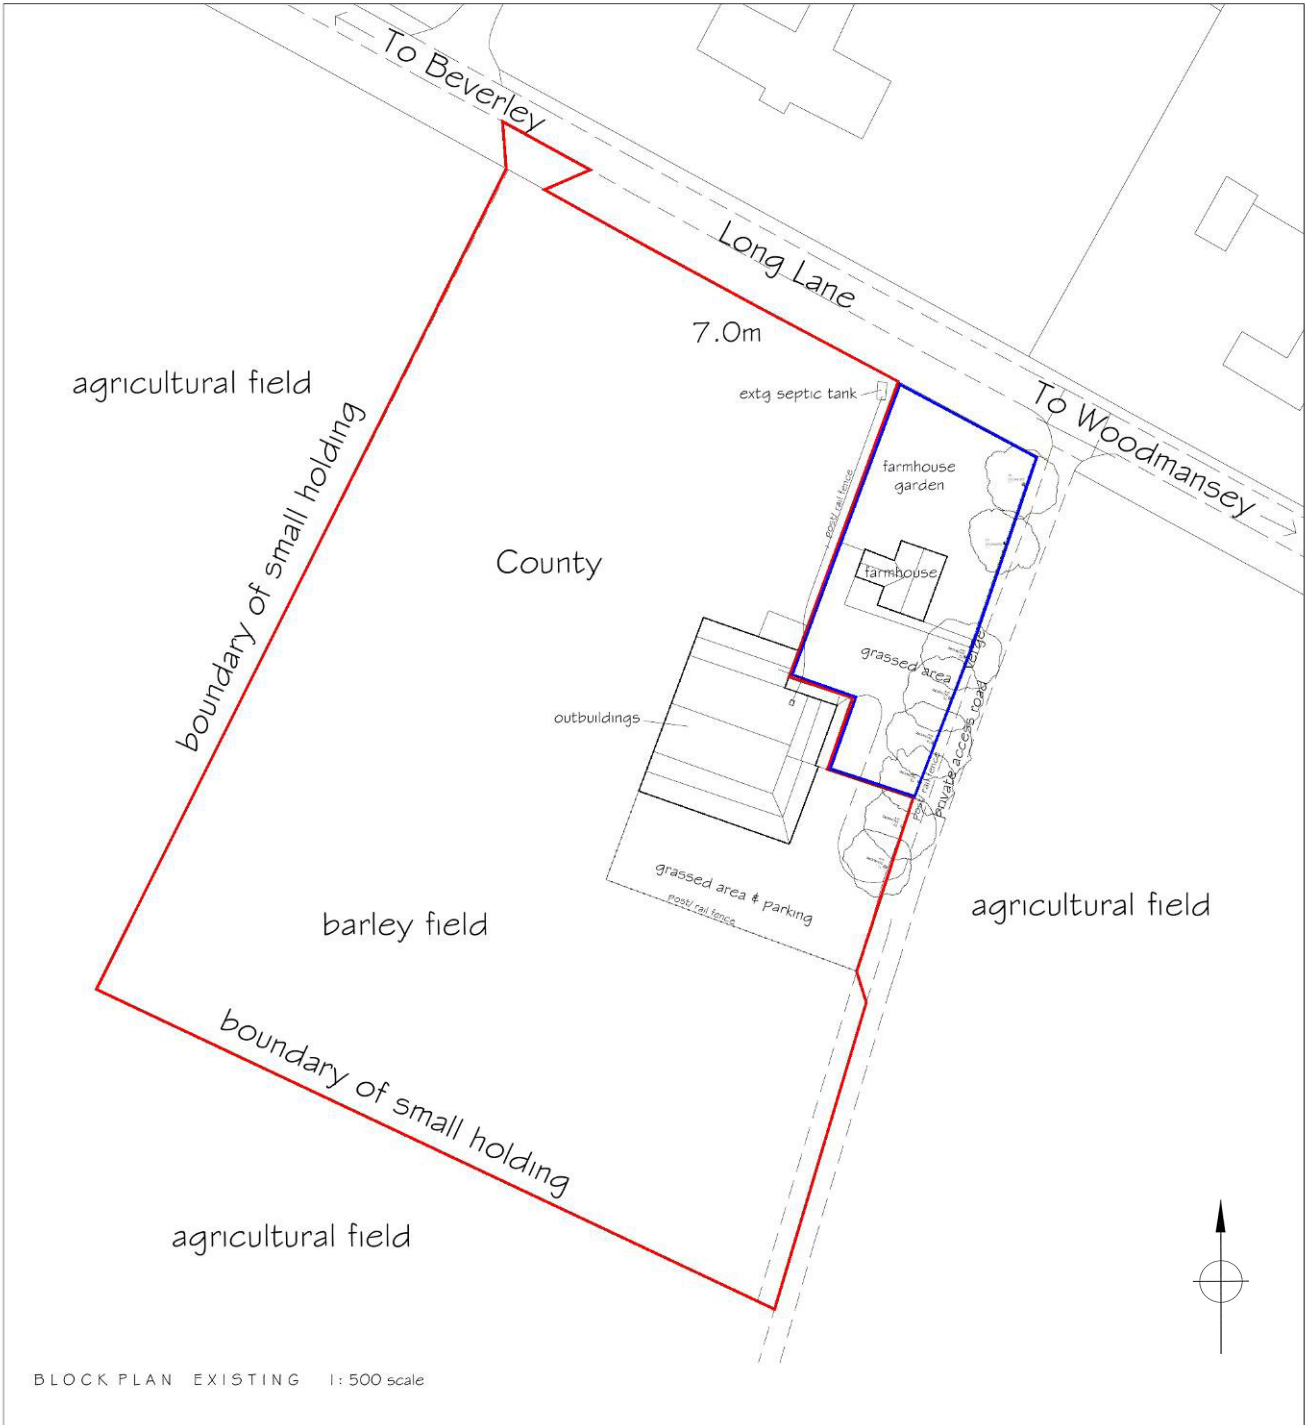 To Beverley
Long Lane
7.0m
To Woodmansey
agricultural field
extg septic tank
boundary of small holding
farmhouse
garden
post/ rail fence
County
farmhouse
grassed area
verge
private access road
outbuildings
post/ rail fence
grassed area & parking
post/ rail fence
agricultural field
barley field
boundary of small holding
agricultural field
BLOCK PLAN EXISTING 1:500 scale